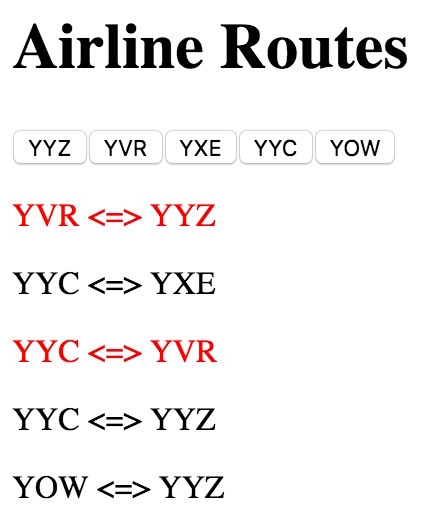 Airline Routes
YYZ YVR YXE YYC YOW
YVR <=> YYZ
YYC <=> YXE
YYC <=> YVR
YYC <=> YYZ
YOW <=> YYZ